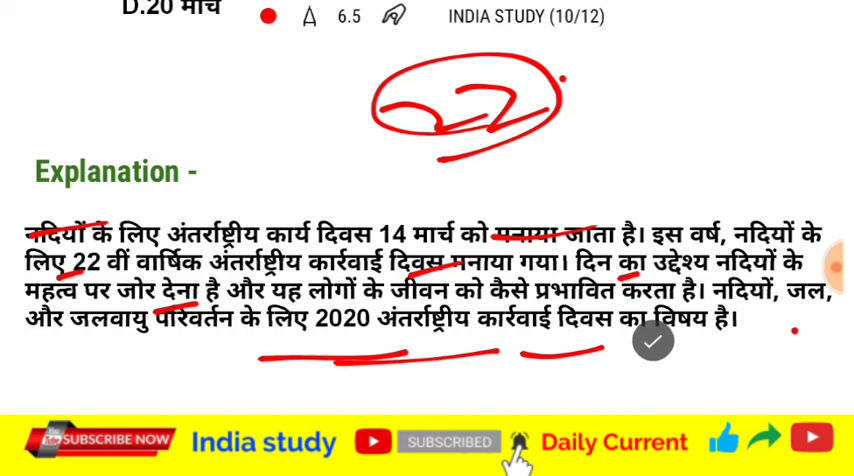 D.20 मार्च
6.5 INDIA STUDY (10/12)
22
Explanation -
नदियों के लिए अंतर्राष्ट्रीय कार्य दिवस 14 मार्च को मनाया जाता है। इस वर्ष, नदियों के
लिए 22 वीं वार्षिक अंतर्राष्ट्रीय कार्रवाई दिवस मनाया गया। दिन का उद्देश्य नदियों के
महत्व पर जोर देना है और यह लोगों के जीवन को कैसे प्रभावित करता है। नदियों, जल,
और जलवायु परिवर्तन के लिए 2020 अंतर्राष्ट्रीय कार्रवाई दिवस का विषय है।
You Tube SUBSCRIBE NOW India study SUBSCRIBED Daily Current